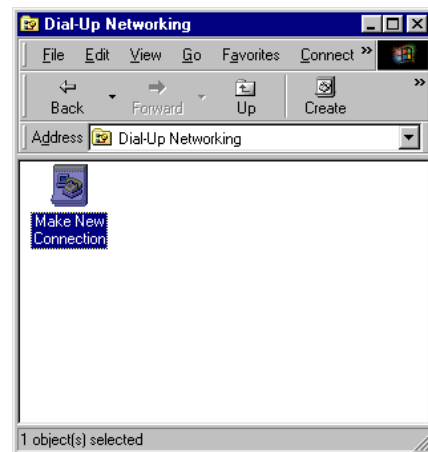 Dial-Up Networking
File Edit View Go Favorites Connect »
Back Forward Up Create »
Address Dial-Up Networking
Make New
Connection
1 object(s) selected